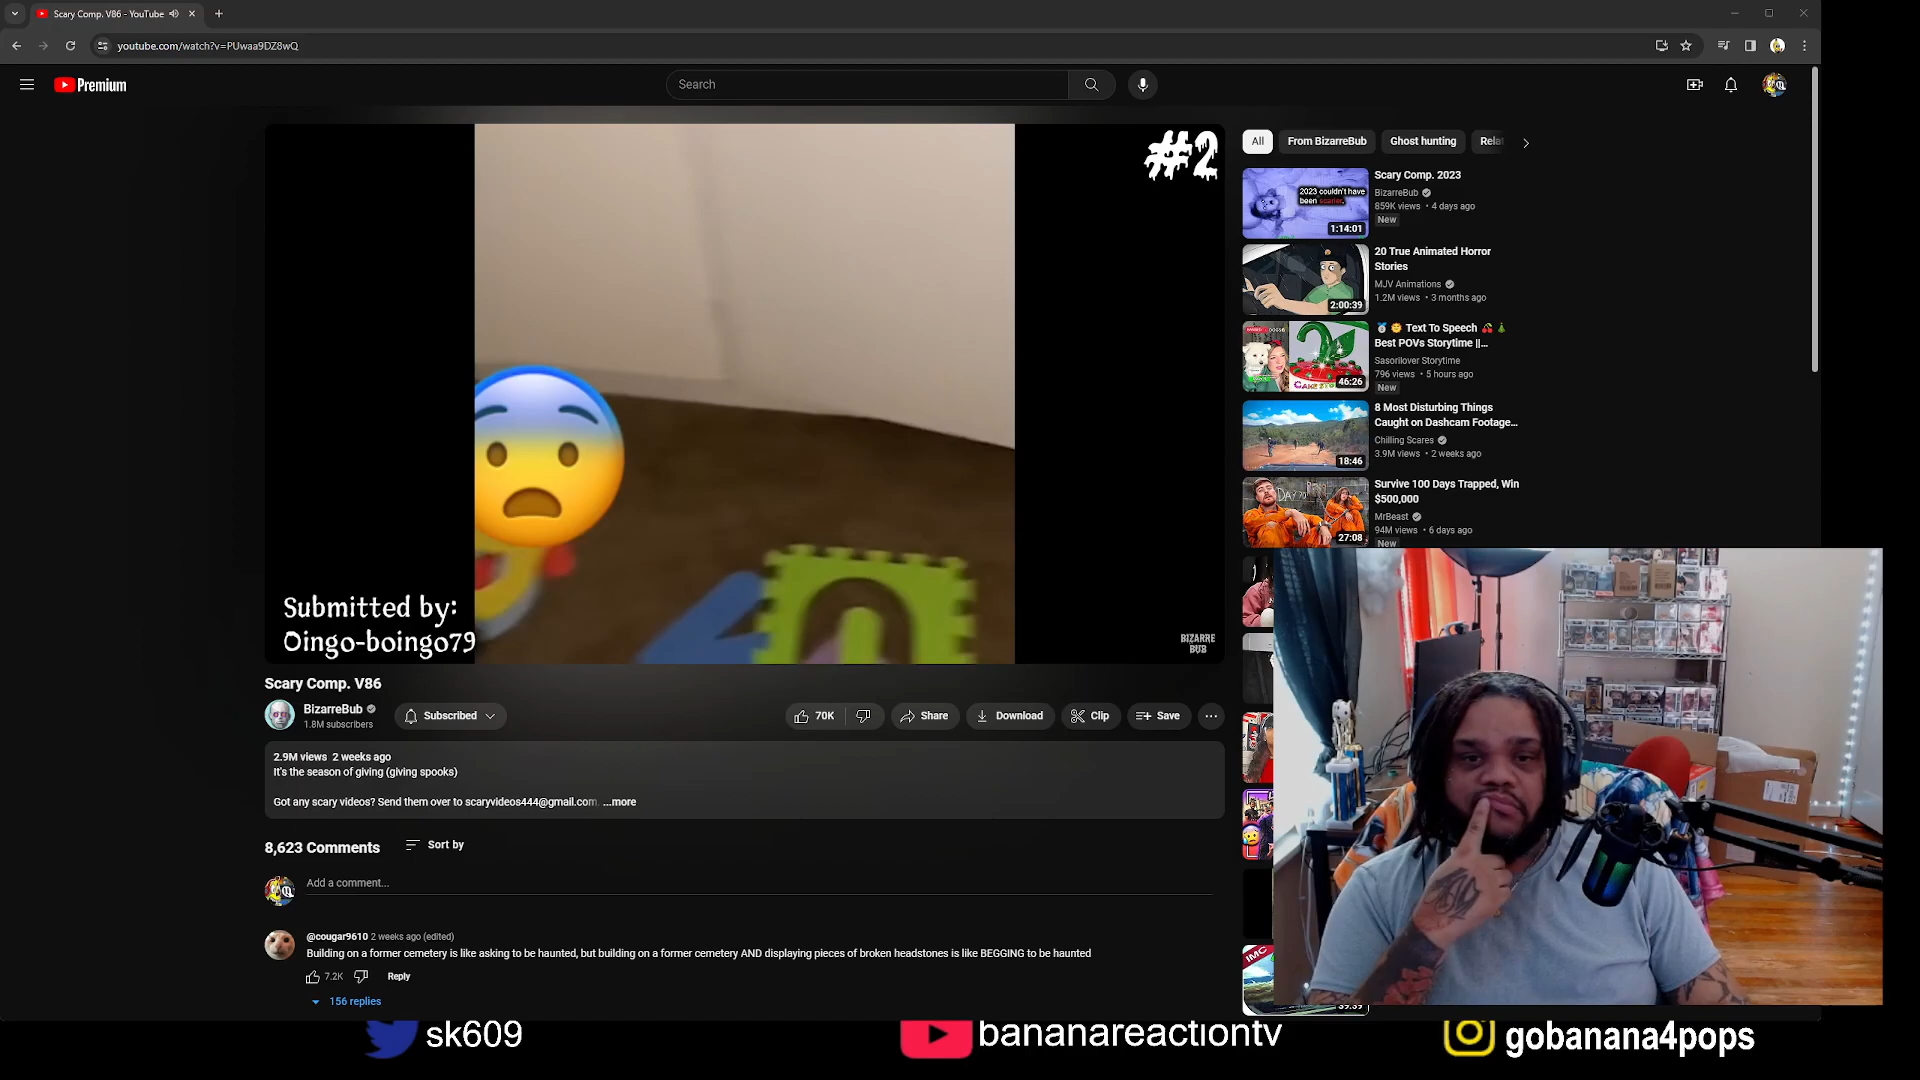 Scary Comp. V86 - YouTube
youtube.com/watch?v=PUwaa9DZ8wQ
Premium
Search
#2
Submitted by:
Oingo-boingo79
BIZARRE
BUB
All
From BizarreBub
Ghost hunting
Rela
2023 couldn't have
been scarier.
1:14:01
Scary Comp. 2023
BizarreBub
859K views • 4 days ago
New
2:00:39
20 True Animated Horror
Stories
MJV Animations
1.2M views • 3 months ago
46:26
Text To Speech
Best POVs Storytime ||...
Sasorilover Storytime
796 views • 5 hours ago
New
18:46
8 Most Disturbing Things
Caught on Dashcam Footage...
Chilling Scares
3.9M views • 2 weeks ago
27:08
Survive 100 Days Trapped, Win
$500,000
MrBeast
94M views • 6 days ago
New
Scary Comp. V86
BizarreBub
1.8M subscribers
Subscribed
70K
Share
Download
Clip
Save
2.9M views 2 weeks ago
It's the season of giving (giving spooks)
Got any scary videos? Send them over to scaryvideos444@gmail.com. ...more
8,623 Comments
Sort by
Add a comment...
@cougar9610 2 weeks ago (edited)
Building on a former cemetery is like asking to be haunted, but building on a former cemetery AND displaying pieces of broken headstones is like BEGGING to be haunted
7.2K
Reply
156 replies
IMC
sk609
bananareactiontv
gobanana4pops